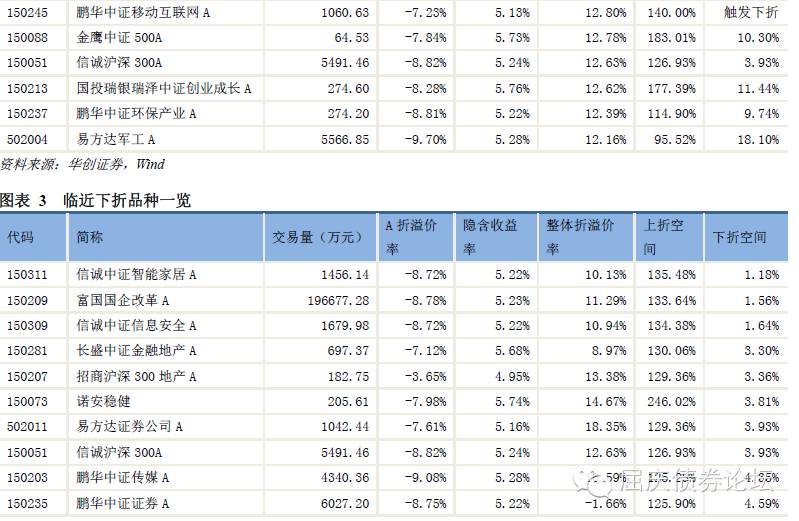 150245 鹏华中证移动互联网 A 1060.63 -7.23% 5.13% 12.80% 140.00% 触发下折
150088 金鹰中证 500A 64.53 -7.84% 5.73% 12.78% 183.01% 10.30%
150051 信诚沪深 300A 5491.46 -8.82% 5.24% 12.63% 126.93% 3.93%
150213 国投瑞银瑞泽中证创业成长 A 274.60 -8.28% 5.76% 12.62% 177.39% 11.44%
150237 鹏华中证环保产业 A 274.20 -8.81% 5.22% 12.39% 114.90% 9.74%
502004 易方达军工 A 5566.85 -9.70% 5.28% 12.16% 95.52% 18.10%
资料来源：华创证券，Wind
图表 3 临近下折品种一览
代码 简称 交易量（万元） A 折溢价率 隐含收益率 整体折溢价率 上折空间 下折空间
150311 信诚中证智能家居 A 1456.14 -8.72% 5.22% 10.13% 135.48% 1.18%
150209 富国国企改革 A 196677.28 -8.78% 5.23% 11.29% 133.64% 1.56%
150309 信诚中证信息安全 A 1679.98 -8.72% 5.22% 10.94% 134.38% 1.64%
150281 长盛中证金融地产 A 697.37 -7.12% 5.68% 8.97% 130.06% 3.30%
150207 招商沪深 300 地产 A 182.75 -3.65% 4.95% 13.38% 129.36% 3.36%
150073 诺安稳健 205.61 -7.98% 5.74% 14.67% 246.02% 3.81%
502011 易方达证券公司 A 1042.44 -7.61% 5.16% 18.35% 129.36% 3.93%
150051 信诚沪深 300A 5491.46 -8.82% 5.24% 12.63% 126.93% 3.93%
150203 鹏华中证传媒 A 4340.36 -9.08% 5.28%
150235 鹏华中证证券 A 6027.20 -8.75% 5.22% -1.66% 125.90% 4.59%
屈庆债券论坛